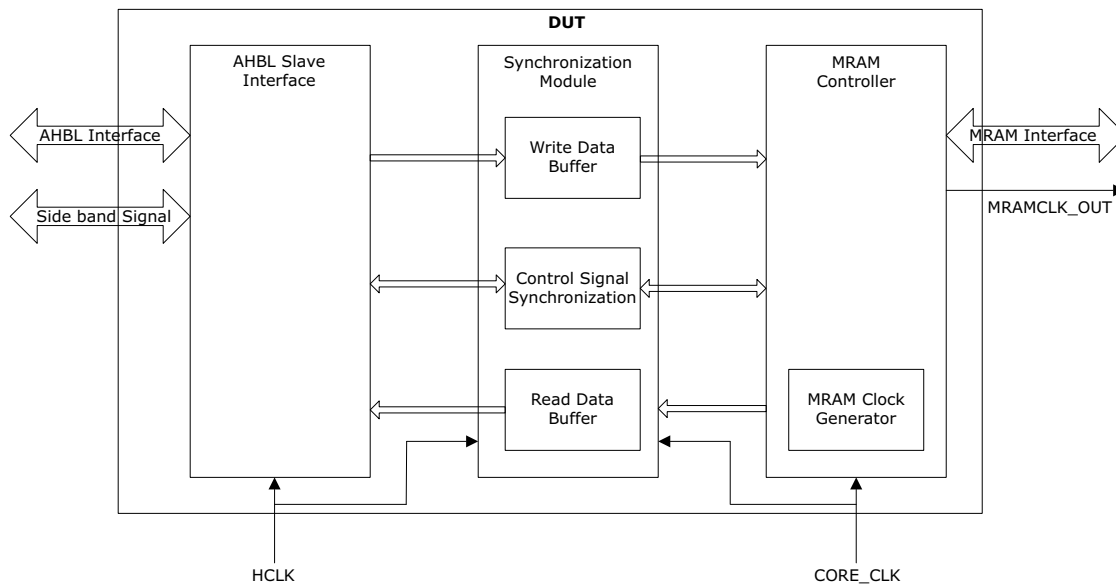 DUT
AHBL Slave
Interface
Synchronization
Module
MRAM
Controller
AHBL Interface
Write Data
Buffer
MRAM Interface
Side band Signal
MRAMCLK_OUT
Control Signal
Synchronization
Read Data
Buffer
MRAM Clock
Generator
HCLK
CORE_CLK